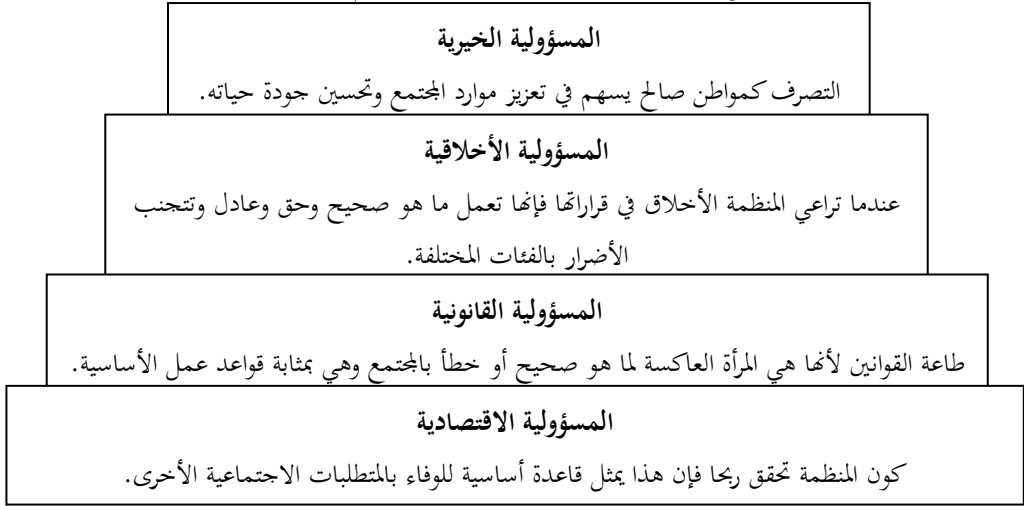 المسؤولية الخيرية
التصرف كمواطن صالح يسهم في تعزيز موارد المجتمع وتحسين جودة حياته.
المسؤولية الأخلاقية
عندما تراعي المنظمة الأخلاق في قراراتها فإنها تعمل ما هو صحيح وحق وعادل وتتجنب
الأضرار بالفئات المختلفة.
المسؤولية القانونية
طاعة القوانين لأنها هي المرأة العاكسة لما هو صحيح أو خطأ بالمجتمع وهي بمثابة قواعد عمل الأساسية.
المسؤولية الاقتصادية
كون المنظمة تحقق ربحا فإن هذا يمثل قاعدة أساسية للوفاء بالمتطلبات الاجتماعية الأخرى.